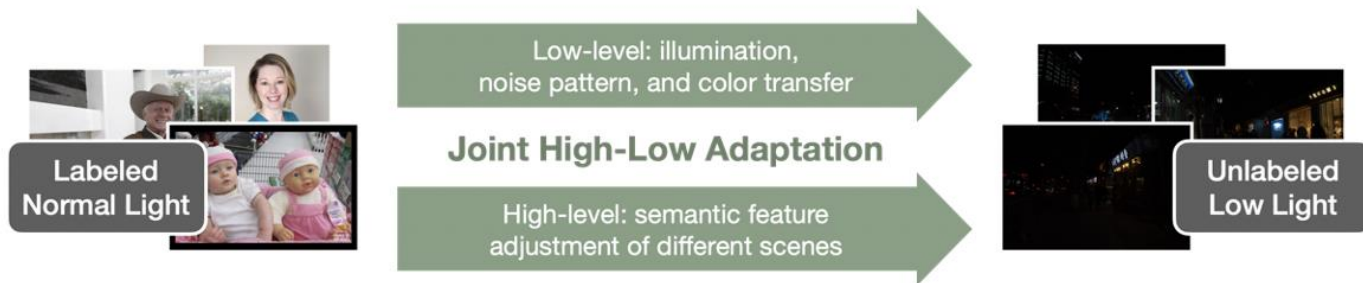 Labeled
Normal Light
Low-level: illumination,
noise pattern, and color transfer
Joint High-Low Adaptation
High-level: semantic feature
adjustment of different scenes
Unlabeled
Low Light